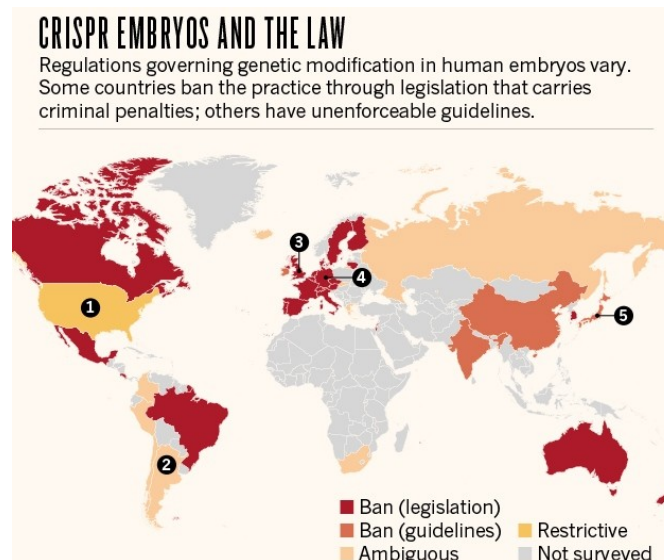 CRISPR EMBRYOS AND THE LAW
Regulations governing genetic modification in human embryos vary.
Some countries ban the practice through legislation that carries
criminal penalties; others have unenforceable guidelines.
3
4
1
5
2
Ban (legislation)
Ban (guidelines) Restrictive
Ambiguous Not surveyed